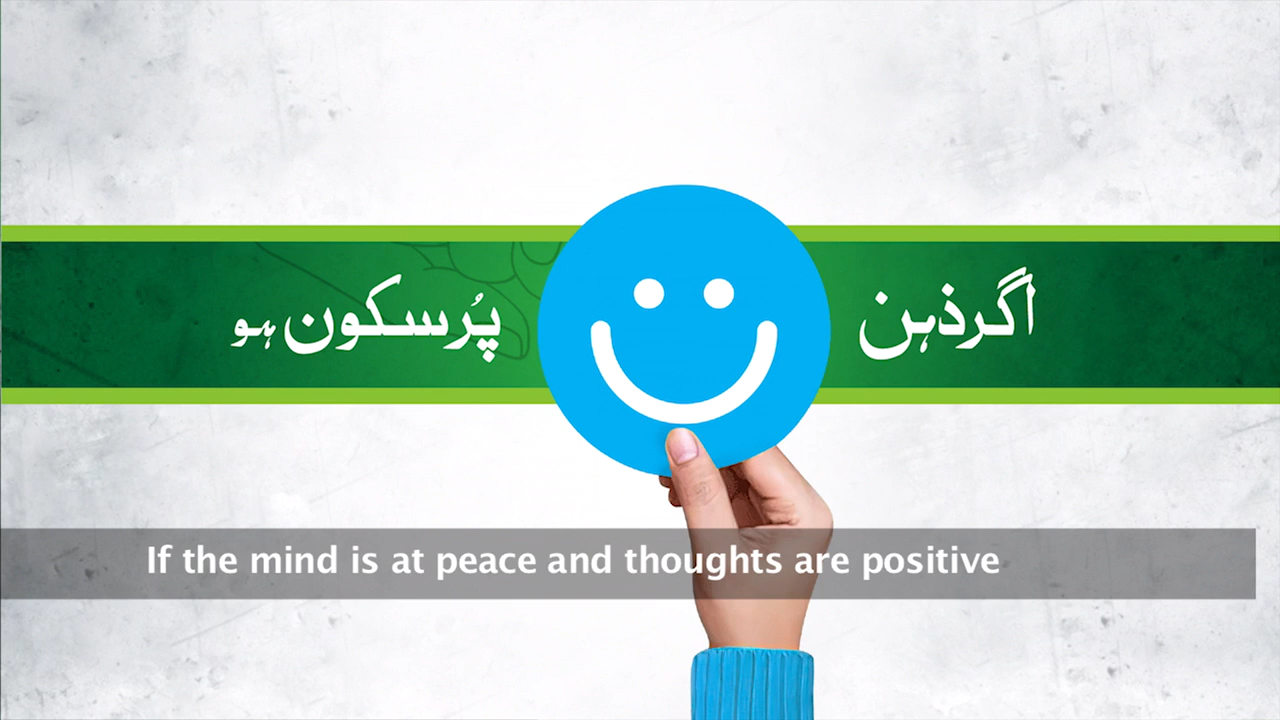 اگر ذہن پُرسکون ہو
If the mind is at peace and thoughts are positive